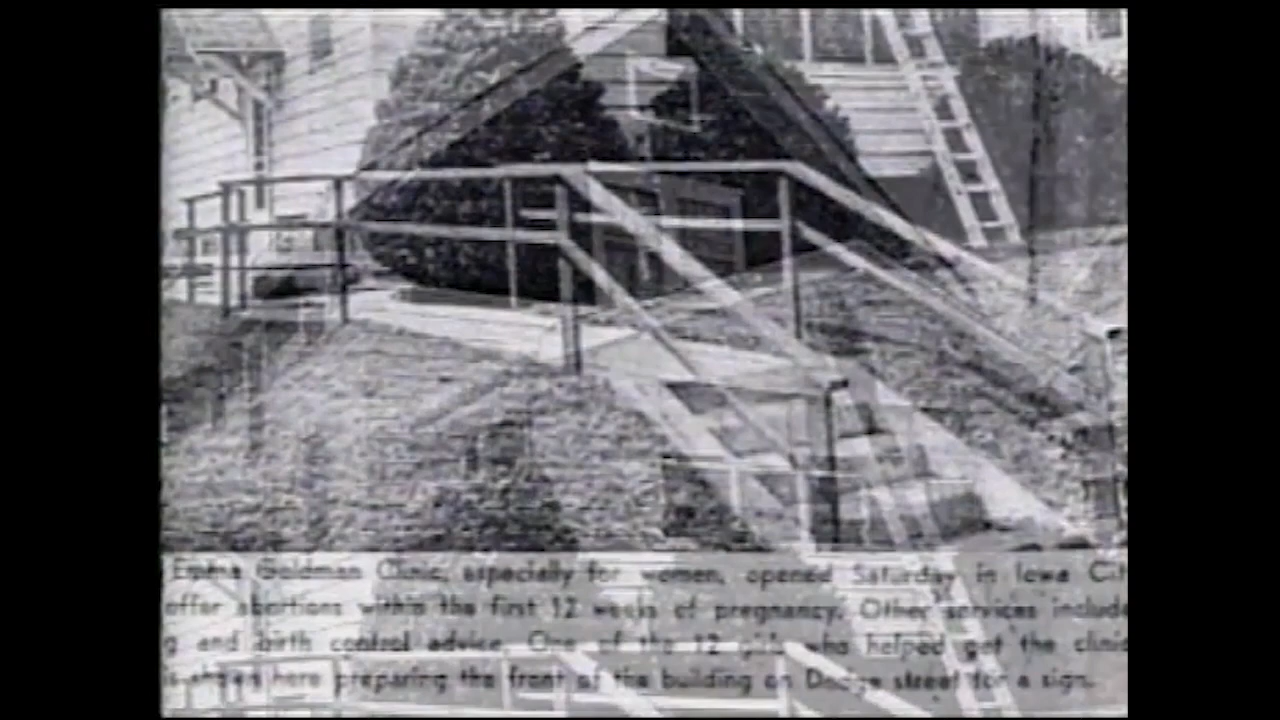 Emma Goldman Clinic, especially for women, opened Saturday in Iowa Cit
offer abortions within the first 12 weeks of pregnancy. Other services include
g and birth control advice. One of the 12 girls who helped get the clinic
is shown here preparing the front of the building on Dodge street for a sign.